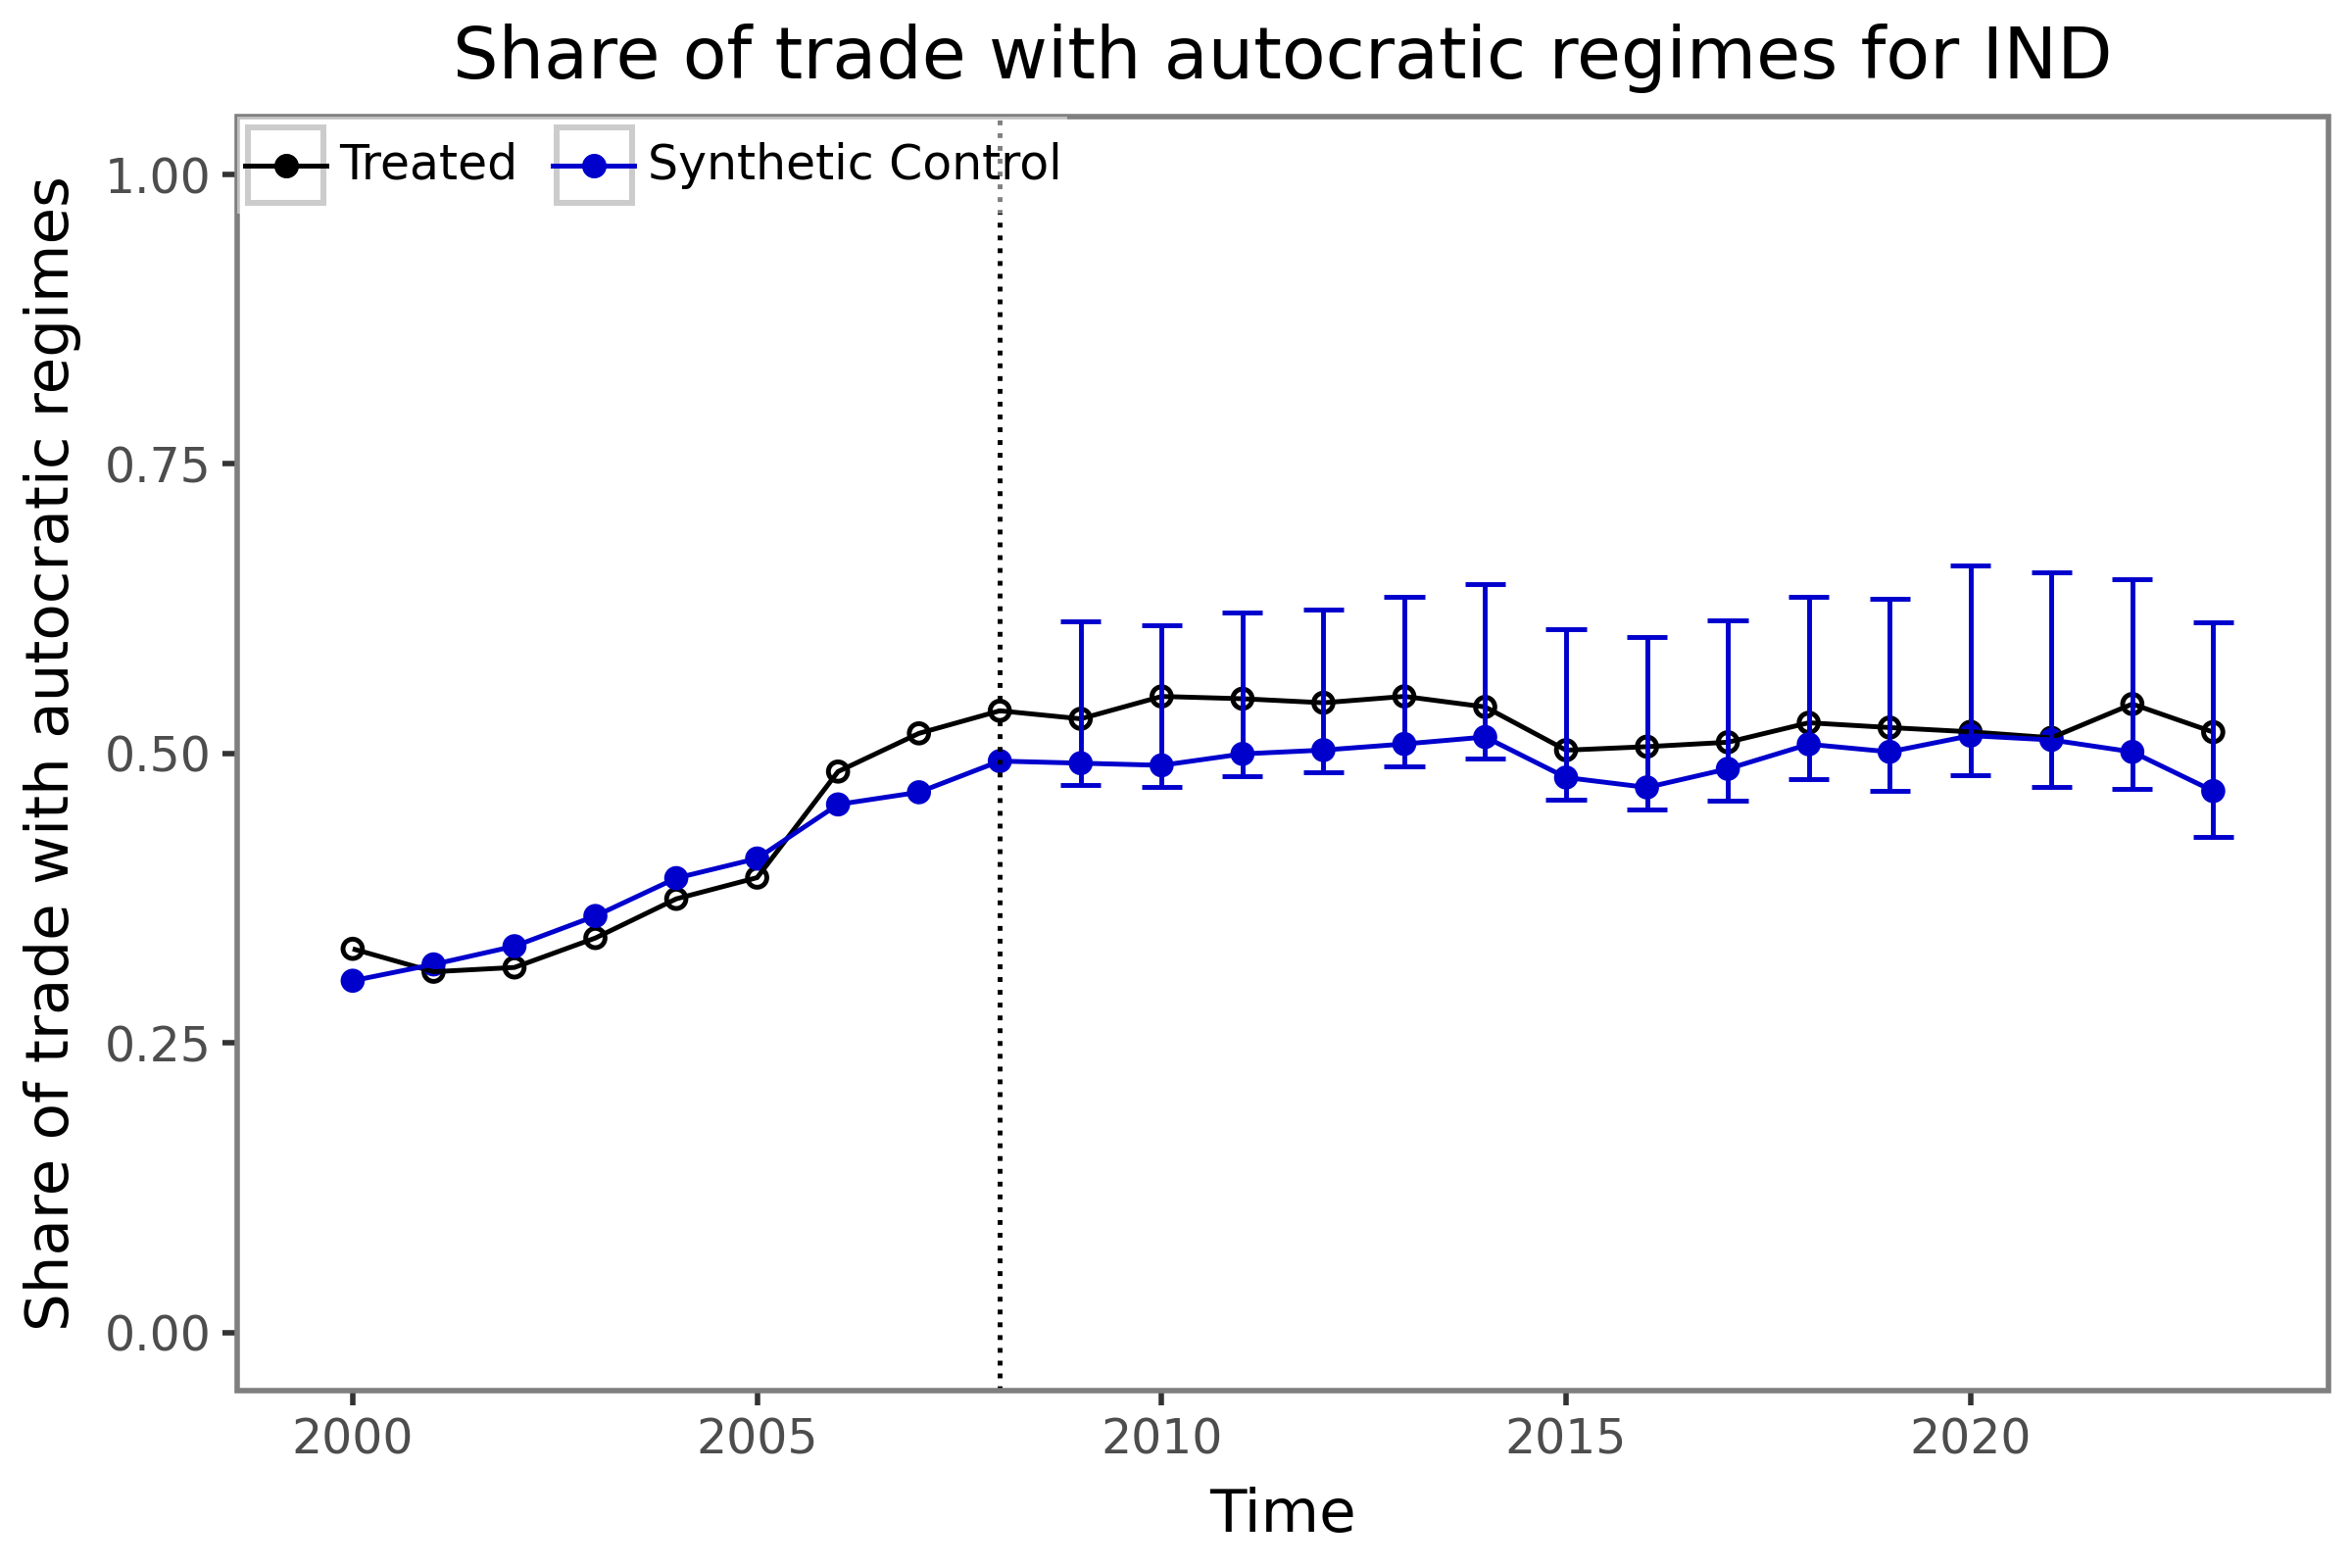 Share of trade with autocratic regimes for IND
Treated
Synthetic Control
Share of trade with autocratic regimes
1.00
0.75
0.50
0.25
0.00
2000 2005 2010 2015 2020
Time